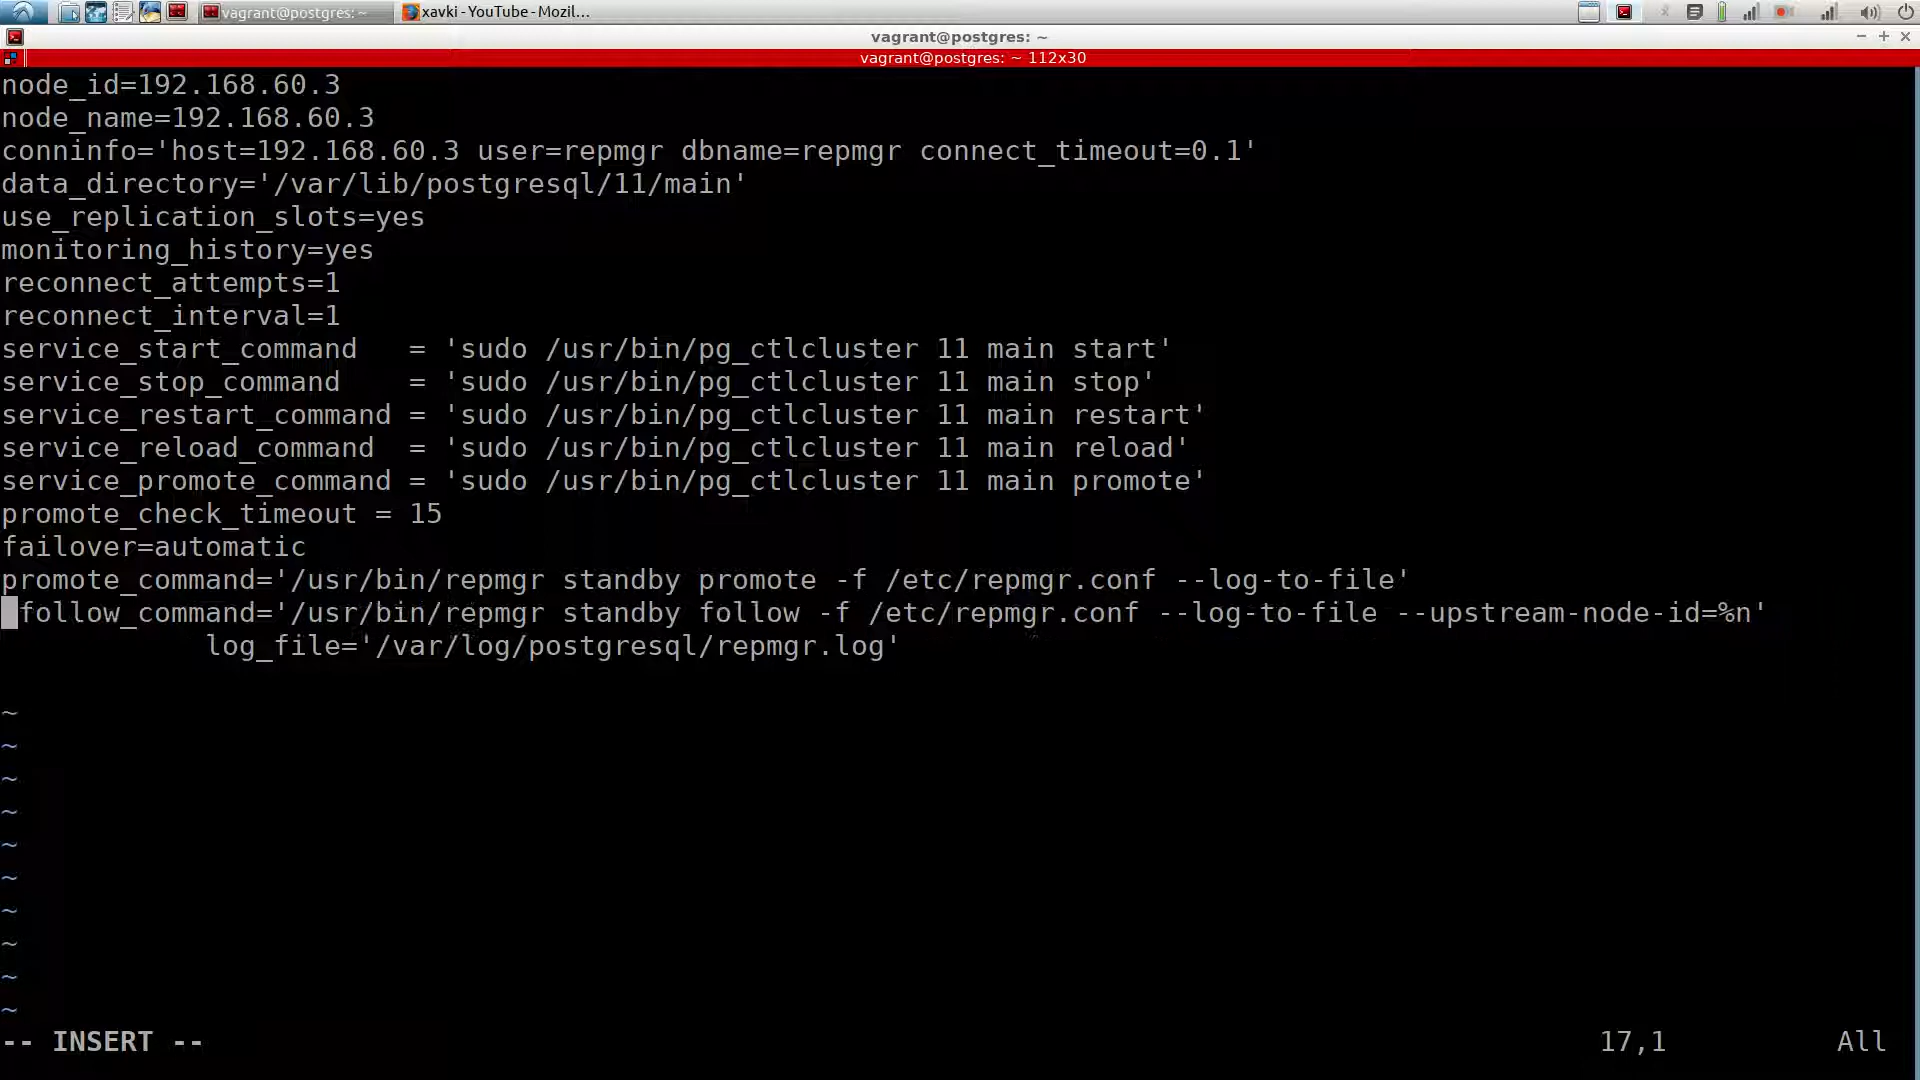 vagrant@postgres: ~
xavki - YouTube - Mozil...
vagrant@postgres: ~
vagrant@postgres: ~ 112x30
node_id=192.168.60.3
node_name=192.168.60.3
conninfo='host=192.168.60.3 user=repmgr dbname=repmgr connect_timeout=0.1'
data_directory='/var/lib/postgresql/11/main'
use_replication_slots=yes
monitoring_history=yes
reconnect_attempts=1
reconnect_interval=1
service_start_command   = 'sudo /usr/bin/pg_ctlcluster 11 main start'
service_stop_command    = 'sudo /usr/bin/pg_ctlcluster 11 main stop'
service_restart_command = 'sudo /usr/bin/pg_ctlcluster 11 main restart'
service_reload_command  = 'sudo /usr/bin/pg_ctlcluster 11 main reload'
service_promote_command = 'sudo /usr/bin/pg_ctlcluster 11 main promote'
promote_check_timeout = 15
failover=automatic
promote_command='/usr/bin/repmgr standby promote -f /etc/repmgr.conf --log-to-file'
follow_command='/usr/bin/repmgr standby follow -f /etc/repmgr.conf --log-to-file --upstream-node-id=%n'
log_file='/var/log/postgresql/repmgr.log'
~
~
~
~
~
~
~
~
~
~
-- INSERT -- 17,1 All